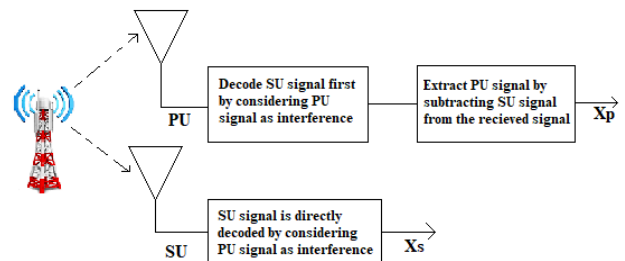 Decode SU signal first
by considering PU
signal as interference
Extract PU signal by
subtracting SU signal
from the recieved signal
PU
Xp
SU signal is directly
decoded by considering
PU signal as interference
SU
Xs